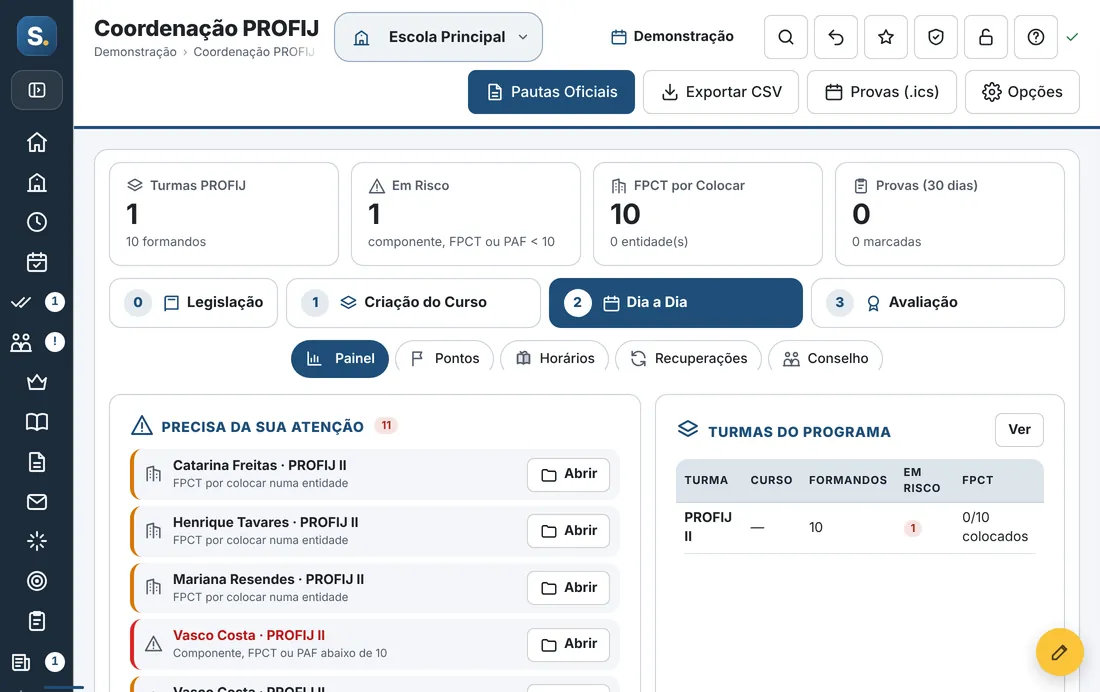 S.
Coordenação PROFIJ
Demonstração › Coordenação PROFIJ
Escola Principal
Demonstração
Pautas Oficiais
Exportar CSV
Provas (.ics)
Opções
Turmas PROFIJ
1
10 formandos
Em Risco
1
componente, FPCT ou PAF < 10
FPCT por Colocar
10
0 entidade(s)
Provas (30 dias)
0
0 marcadas
0 Legislação
1 Criação do Curso
2 Dia a Dia
3 Avaliação
1
!
1
Painel
Pontos
Horários
Recuperações
Conselho
PRECISA DA SUA ATENÇÃO 11
Catarina Freitas · PROFIJ II
FPCT por colocar numa entidade
Abrir
Henrique Tavares · PROFIJ II
FPCT por colocar numa entidade
Abrir
Mariana Resendes · PROFIJ II
FPCT por colocar numa entidade
Abrir
Vasco Costa · PROFIJ II
Componente, FPCT ou PAF abaixo de 10
Abrir
Vasco Costa · PROFIJ II
TURMAS DO PROGRAMA
Ver
TURMA CURSO FORMANDOS EM RISCO FPCT
PROFIJ II — 10 1 0/10 colocados